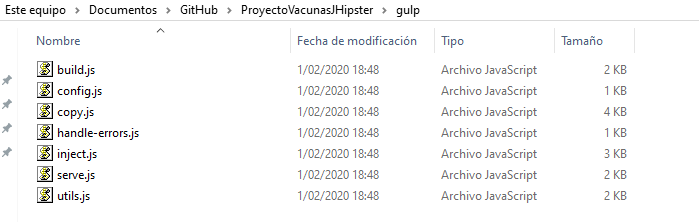 Este equipo > Documentos > GitHub > ProyectoVacunasJHipster > gulp
Nombre Fecha de modificación Tipo Tamaño
build.js 1/02/2020 18:48 Archivo JavaScript 2 KB
config.js 1/02/2020 18:48 Archivo JavaScript 1 KB
copy.js 1/02/2020 18:48 Archivo JavaScript 4 KB
handle-errors.js 1/02/2020 18:48 Archivo JavaScript 1 KB
inject.js 1/02/2020 18:48 Archivo JavaScript 3 KB
serve.js 1/02/2020 18:48 Archivo JavaScript 2 KB
utils.js 1/02/2020 18:48 Archivo JavaScript 2 KB